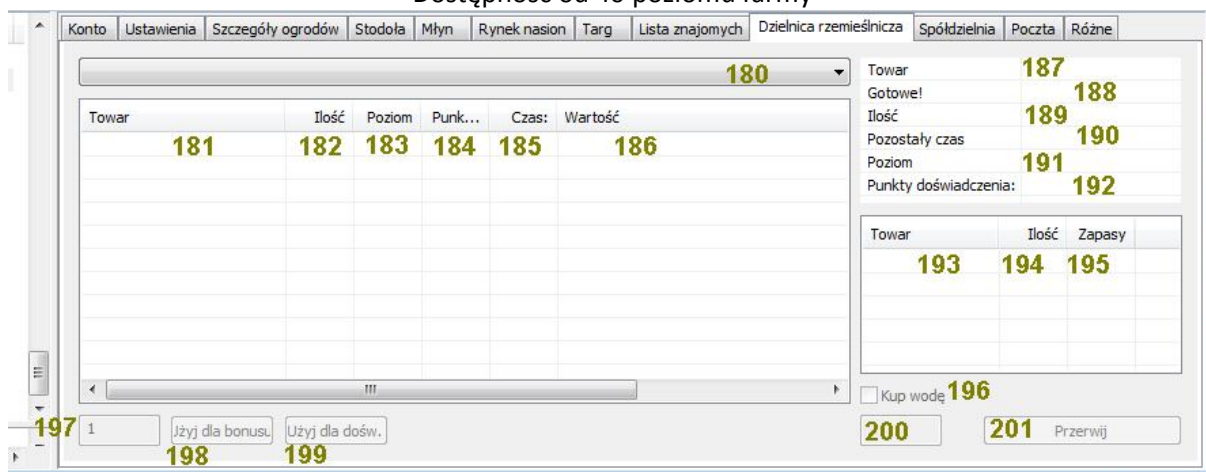 Dostępność od 40 poziomu farmy
Konto Ustawienia Szczegóły ogrodów Stodoła Młyn Rynek nasion Targ Lista znajomych Dzielnica rzemieślnicza Spółdzielnia Poczta Różne
180
Towar Ilość Poziom Punk... Czas: Wartość
181 182 183 184 185 186
Towar 187
Gotowe! 188
Ilość 189
Pozostały czas 190
Poziom 191
Punkty doświadczenia: 192
Towar Ilość Zapasy
193 194 195
Kup wodę 196
197 1 Jżyj dla bonusu Użyj dla dośw. 200 201 Przerwij
198 199